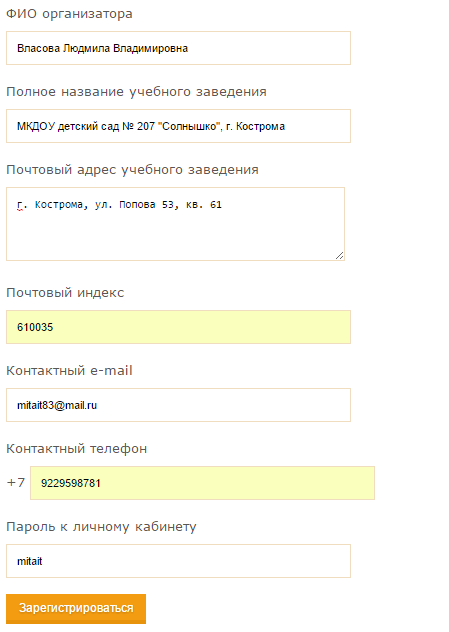 ФИО организатора
Власова Людмила Владимировна
Полное название учебного заведения
МКДОУ детский сад № 207 "Солнышко", г. Кострома
Почтовый адрес учебного заведения
г. Кострома, ул. Попова 53, кв. 61
Почтовый индекс
610035
Контактный e-mail
mitait83@mail.ru
Контактный телефон
+7 9229598781
Пароль к личному кабинету
mitait
Зарегистрироваться